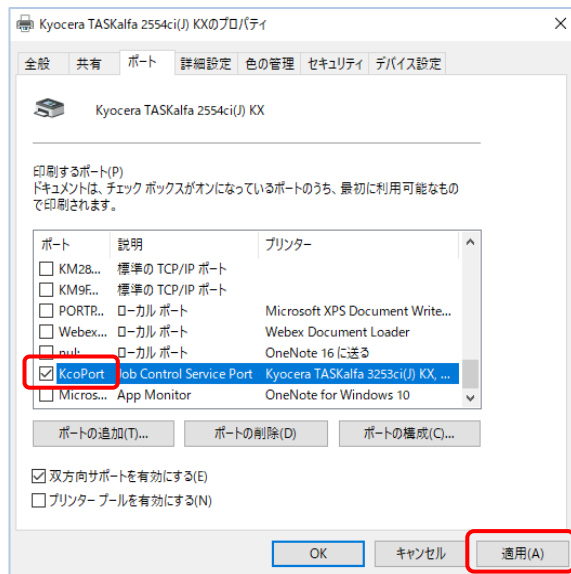 Kyocera TASKalfa 2554ci(J) KXのプロパティ
全般 共有 ポート 詳細設定 色の管理 セキュリティ デバイス設定
Kyocera TASKalfa 2554ci(J) KX
印刷するポート(P)
ドキュメントは、チェック ボックスがオンになっているポートのうち、最初に利用可能なもの
で印刷されます。
ポート 説明 プリンター
KM28... 標準の TCP/IP ポート
KM9F... 標準の TCP/IP ポート
PORTP... ローカル ポート Microsoft XPS Document Write...
Webex... ローカル ポート Webex Document Loader
nul: ローカル ポート OneNote 16 に送る
KcoPort Job Control Service Port Kyocera TASKalfa 3253ci(J) KX, ...
Micros... App Monitor OneNote for Windows 10
ポートの追加(T)... ポートの削除(D) ポートの構成(C)...
双方向サポートを有効にする(E)
プリンター プールを有効にする(N)
OK キャンセル 適用(A)